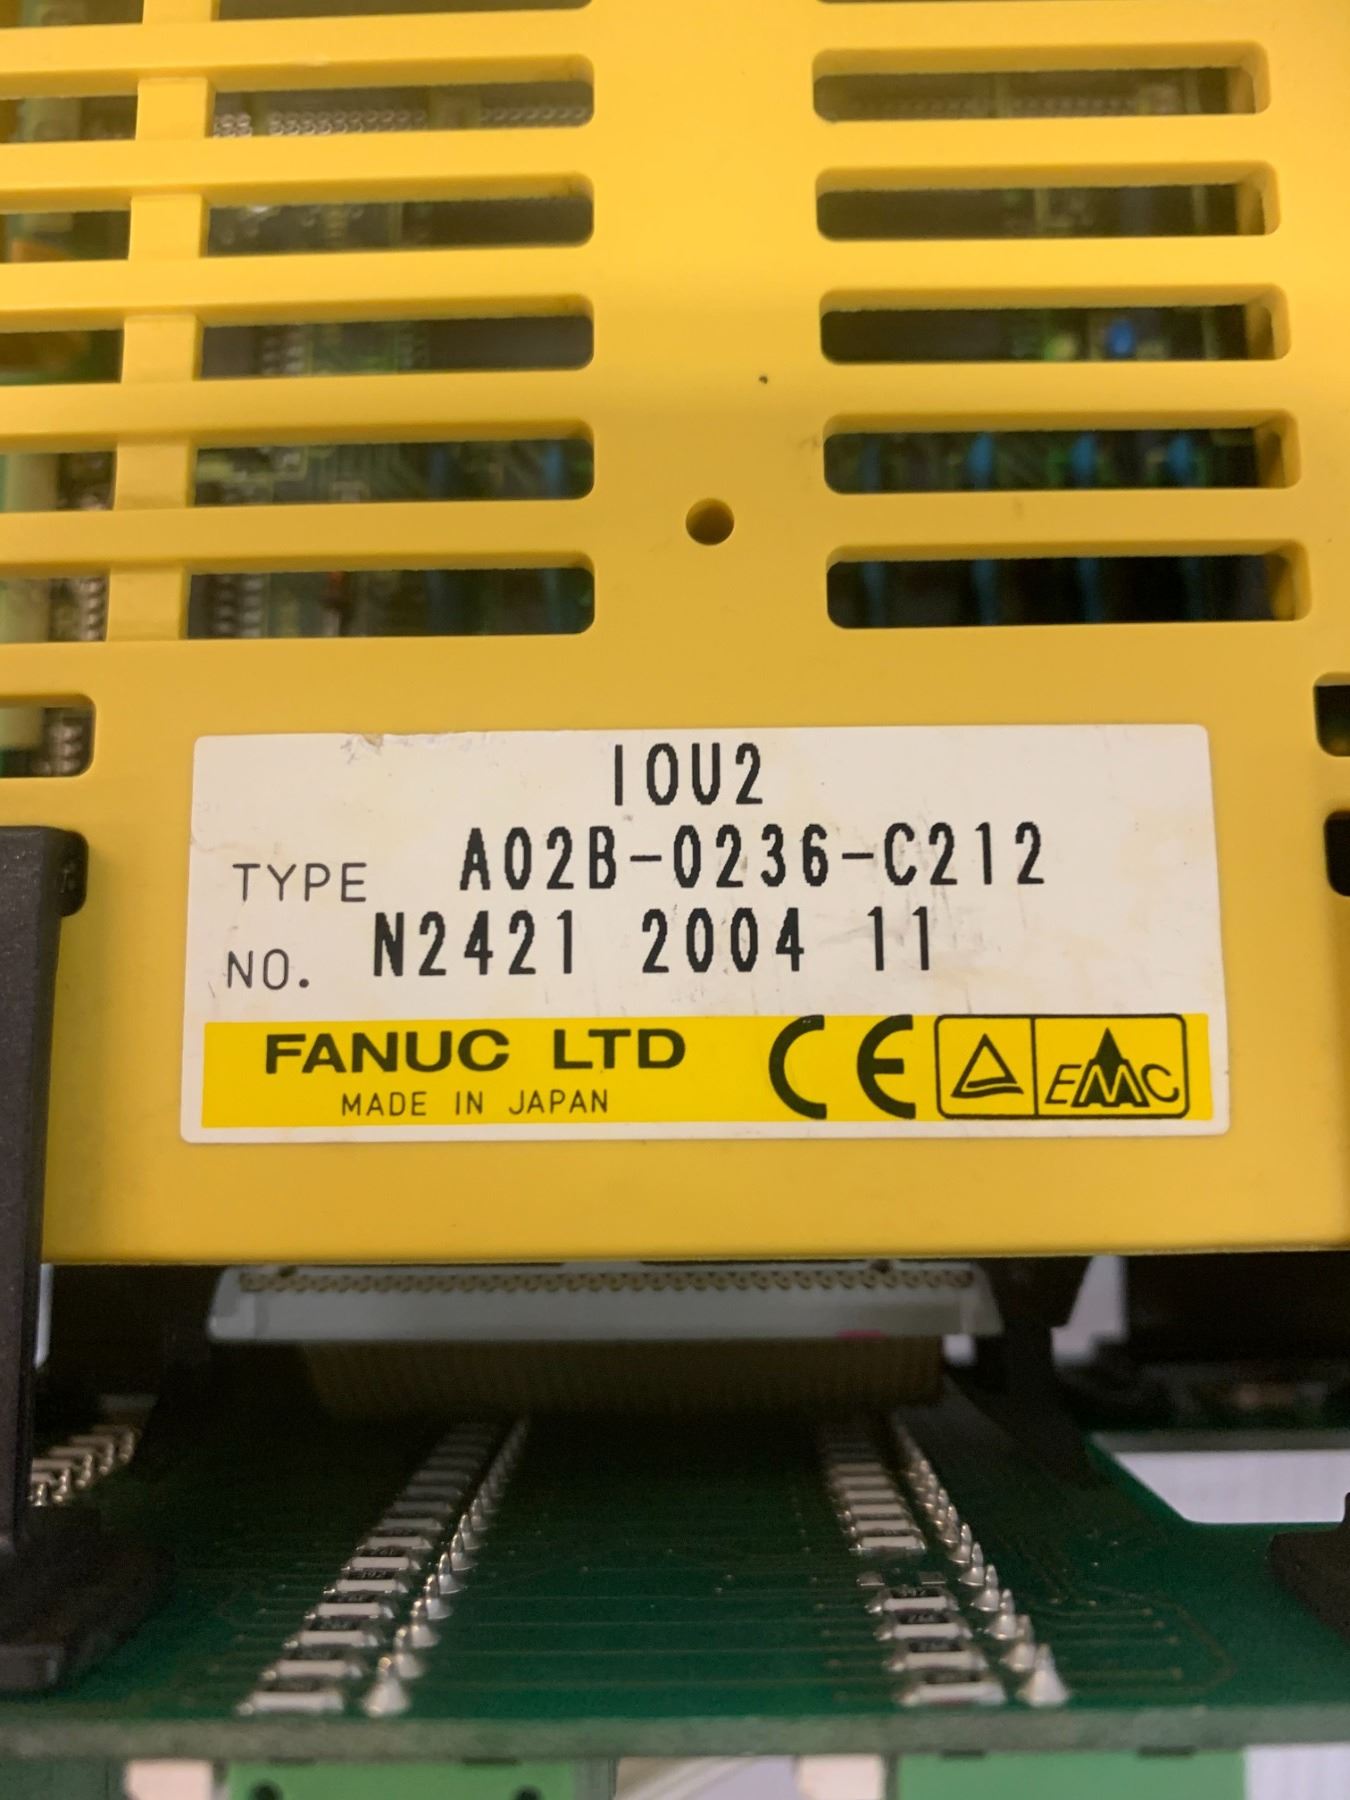 IOU2
TYPE A02B-0236-C212
NO. N2421 2004 11
FANUC LTD CE EMC
MADE IN JAPAN